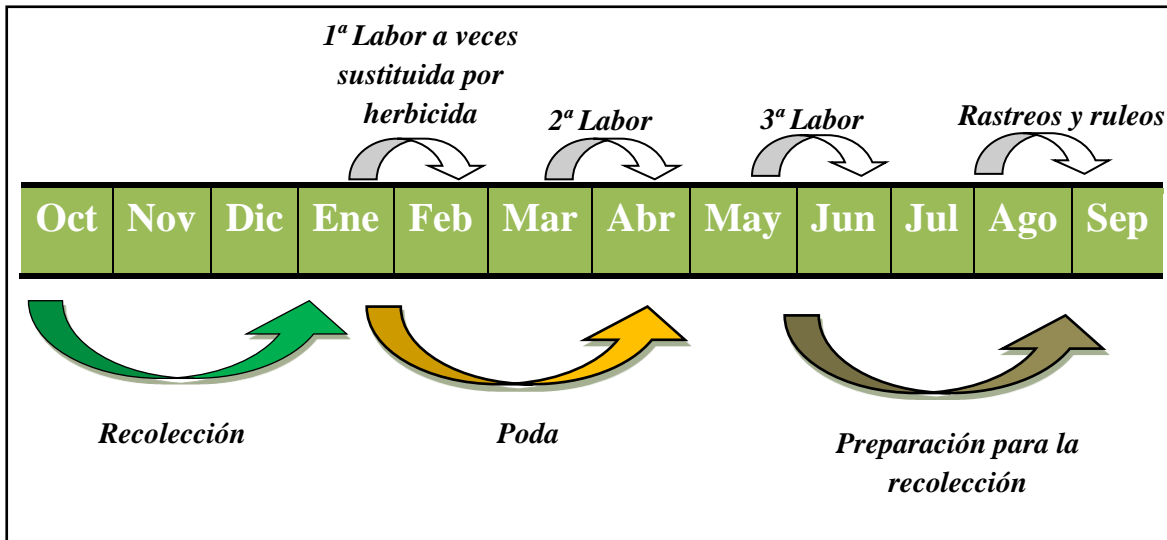 1ª Labor a veces
sustituida por
herbicida
2ª Labor
3ª Labor
Rastreos y ruleos
Oct Nov Dic Ene Feb Mar Abr May Jun Jul Ago Sep
Recolección
Poda
Preparación para la
recolección